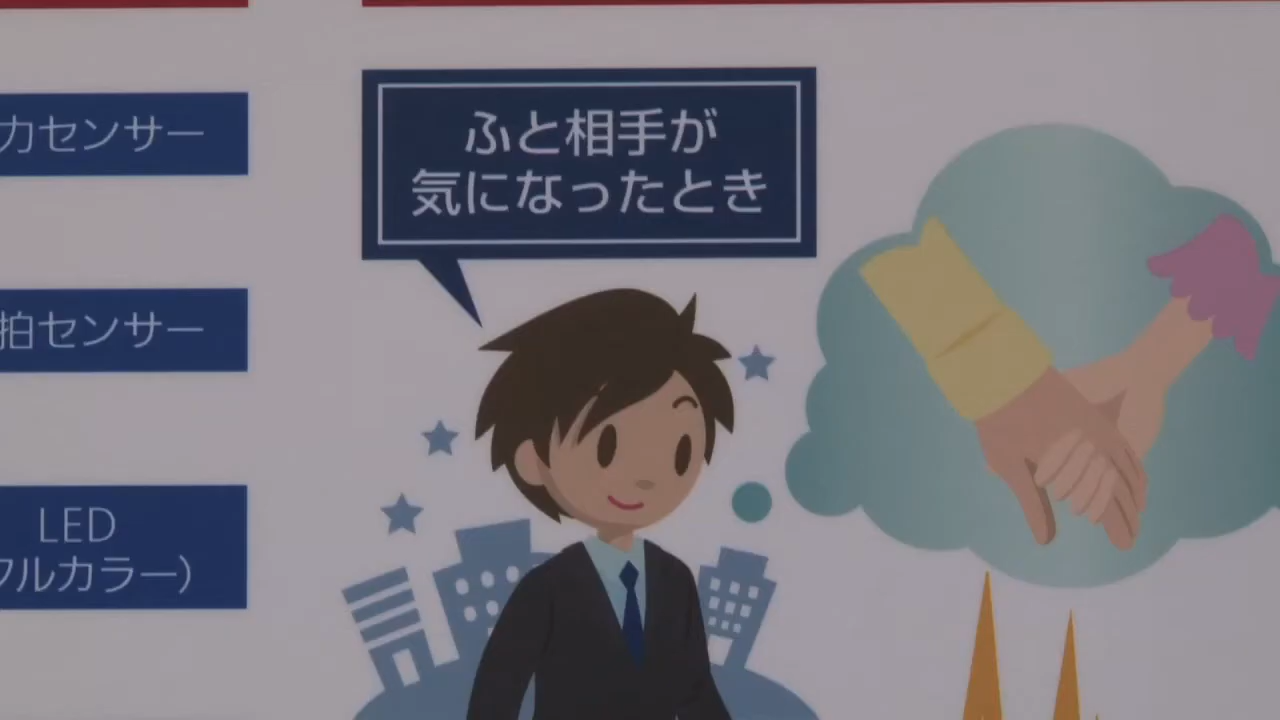 力センサー
拍センサー
LED
フルカラー）
ふと相手が
気になったとき